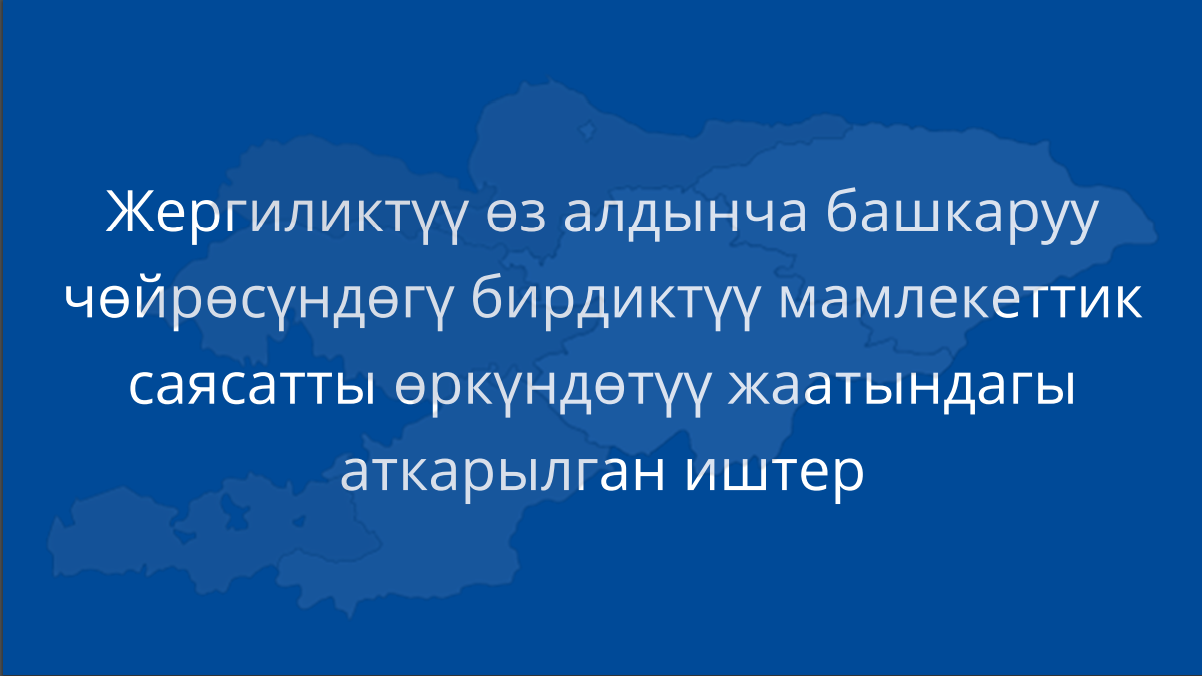 Жергиликтүү өз алдынча башкаруу
чөйрөсүндөгү бирдиктүү мамлекеттик
саясатты өркүндөтүү жаатындагы
аткарылган иштер